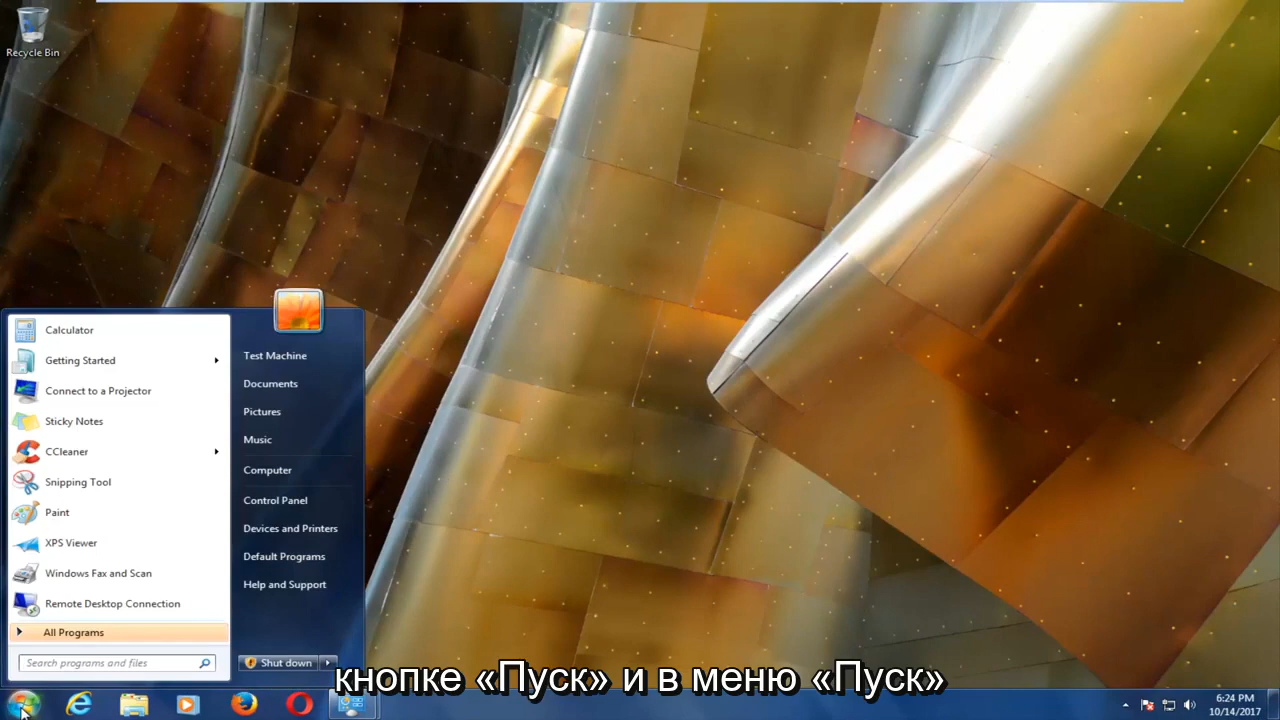 Recycle Bin
Calculator
Getting Started
Connect to a Projector
Sticky Notes
CCleaner
Snipping Tool
Paint
XPS Viewer
Windows Fax and Scan
Remote Desktop Connection
All Programs
Search programs and files
Test Machine
Documents
Pictures
Music
Computer
Control Panel
Devices and Printers
Default Programs
Help and Support
Shut down
кнопке «Пуск» и в меню «Пуск»
6:24 PM
10/14/2017